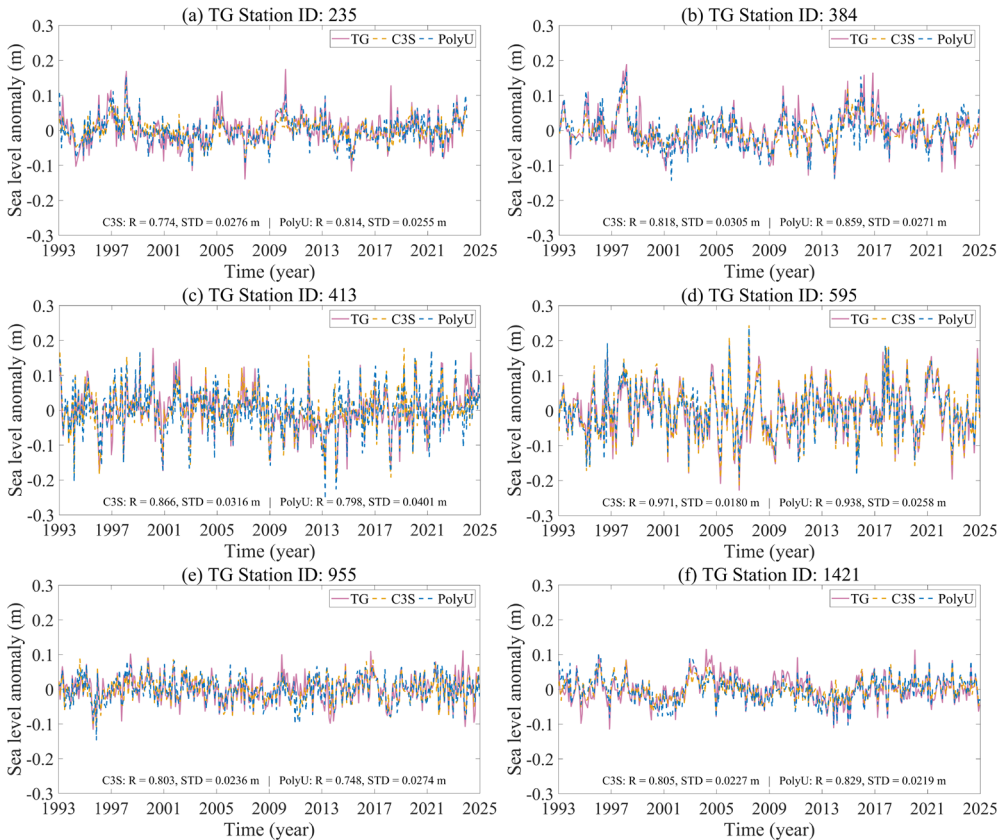 (a) TG Station ID: 235
TG C3S PolyU
Sea level anomaly (m)
0.3
0.2
0.1
0
-0.1
-0.2
-0.3
C3S: R = 0.774, STD = 0.0276 m | PolyU: R = 0.814, STD = 0.0255 m
1993 1997 2001 2005 2009 2013 2017 2021 2025
Time (year)
(b) TG Station ID: 384
TG C3S PolyU
Sea level anomaly (m)
0.3
0.2
0.1
0
-0.1
-0.2
-0.3
C3S: R = 0.818, STD = 0.0305 m | PolyU: R = 0.859, STD = 0.0271 m
1993 1997 2001 2005 2009 2013 2017 2021 2025
Time (year)
(c) TG Station ID: 413
TG C3S PolyU
Sea level anomaly (m)
0.3
0.2
0.1
0
-0.1
-0.2
-0.3
C3S: R = 0.866, STD = 0.0316 m | PolyU: R = 0.798, STD = 0.0401 m
1993 1997 2001 2005 2009 2013 2017 2021 2025
Time (year)
(d) TG Station ID: 595
TG C3S PolyU
Sea level anomaly (m)
0.3
0.2
0.1
0
-0.1
-0.2
-0.3
C3S: R = 0.971, STD = 0.0180 m | PolyU: R = 0.938, STD = 0.0258 m
1993 1997 2001 2005 2009 2013 2017 2021 2025
Time (year)
(e) TG Station ID: 955
TG C3S PolyU
Sea level anomaly (m)
0.3
0.2
0.1
0
-0.1
-0.2
-0.3
C3S: R = 0.803, STD = 0.0236 m | PolyU: R = 0.748, STD = 0.0274 m
1993 1997 2001 2005 2009 2013 2017 2021 2025
Time (year)
(f) TG Station ID: 1421
TG C3S PolyU
Sea level anomaly (m)
0.3
0.2
0.1
0
-0.1
-0.2
-0.3
C3S: R = 0.805, STD = 0.0227 m | PolyU: R = 0.829, STD = 0.0219 m
1993 1997 2001 2005 2009 2013 2017 2021 2025
Time (year)